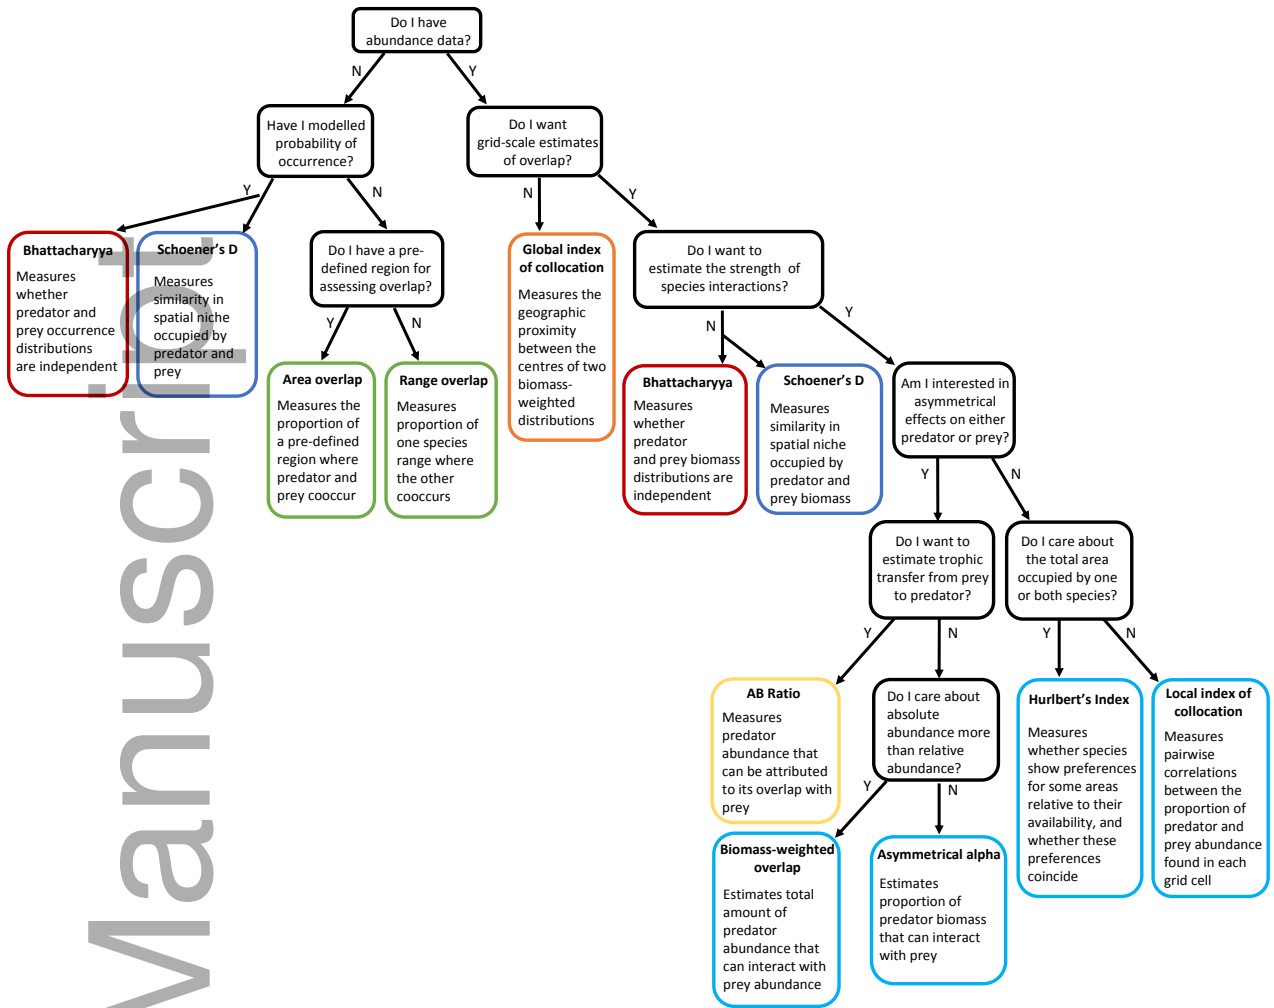 Do I have
abundance data?
N
Y
Have I modelled
probability of
occurrence?
Do I want
grid-scale estimates
of overlap?
Y
N
N
Y
Bhattacharyya
Measures
whether
predator and
prey occurrence
distributions
are independent
Schoener's D
Measures
similarity in
spatial niche
occupied by
predator and
prey
Do I have a pre-
defined region for
assessing overlap?
Global index
of collocation
Measures the
geographic
proximity
between the
centres of two
biomass-
weighted
distributions
Do I want to
estimate the strength of
species interactions?
Y
N
N
Y
Area overlap
Measures the
proportion of
a pre-defined
region where
predator and
prey cooccur
Range overlap
Measures
proportion of
one species
range where
the other
cooccurs
Bhattacharyya
Measures
whether
predator
and prey biomass
distributions are
independent
Schoener's D
Measures
similarity in
spatial niche
occupied by
predator and
prey biomass
Am I interested in
asymmetrical
effects on either
predator or prey?
Y
N
Do I want to
estimate trophic
transfer from prey
to predator?
Do I care about
the total area
occupied by one
or both species?
Y
N
Y
N
AB Ratio
Measures
predator
abundance that
can be attributed
to its overlap with
prey
Do I care about
absolute
abundance more
than relative
abundance?
Hurlbert's Index
Measures
whether species
show preferences
for some areas
relative to their
availability, and
whether these
preferences
coincide
Local index of
collocation
Measures
pairwise
correlations
between the
proportion of
predator and
prey abundance
found in each
grid cell
Y
N
Biomass-weighted
overlap
Estimates total
amount of
predator
abundance that
can interact with
prey abundance
Asymmetrical alpha
Estimates
proportion of
predator biomass
that can interact
with prey
Manuscript